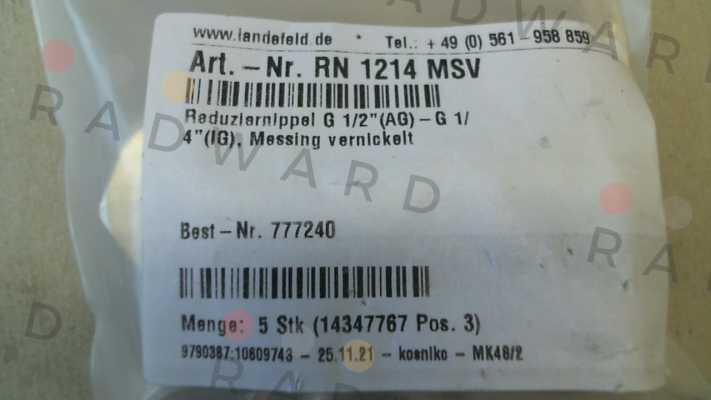 www.landefeld.de * Tel.: + 49 (0) 561 - 958 859
Art. - Nr. RN 1214 MSV
Reduziernippel G 1/2"(AG) - G 1/
4"(IG), Messing vernickelt
Best - Nr. 777240
Menge: 5 Stk (14347767 Pos. 3)
9790387:10609743 - 25.11.21 - kosniko - MK48/2
RADWARD
RADWARD
RA
D